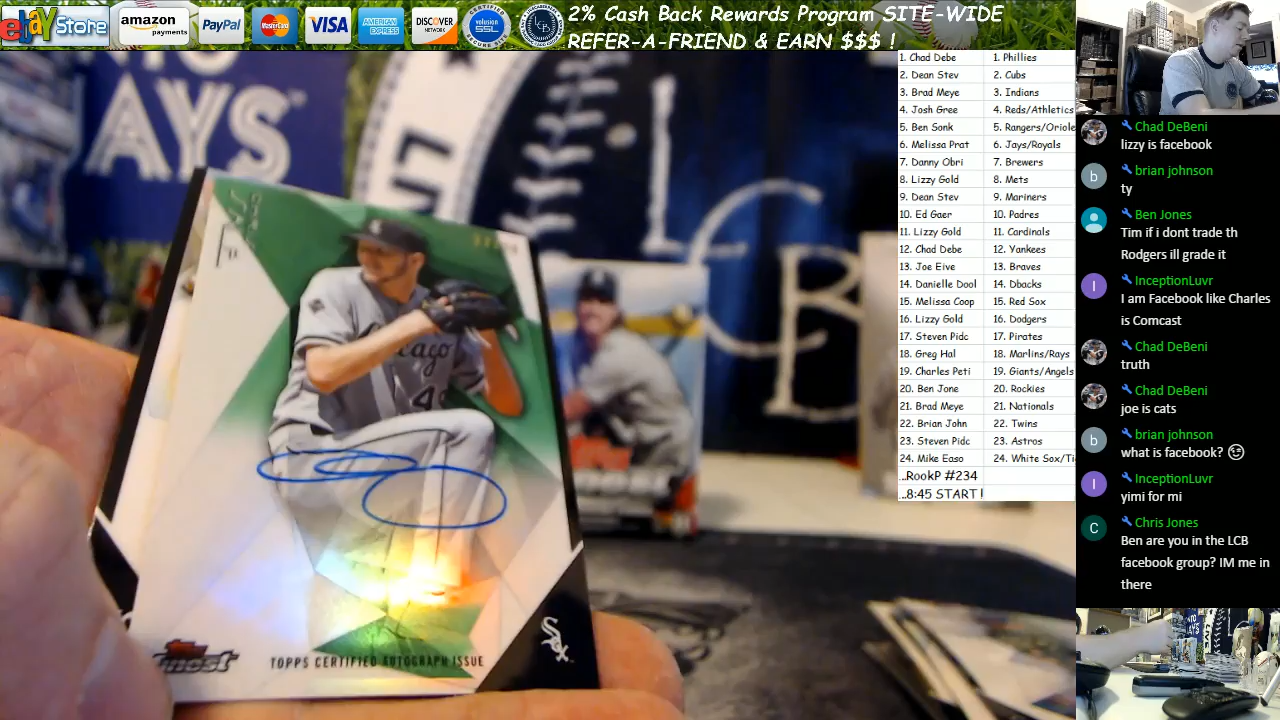 ebay Store
amazon
payments
PayPal
MasterCard
VISA
AMERICAN
EXPRESS
DISCOVER
NETWORK
volusion
SSL
LCB
2% Cash Back Rewards Program SITE-WIDE
REFER-A-FRIEND & EARN $$$ !
1. Chad Debe 1. Phillies
2. Dean Stev 2. Cubs
3. Brad Meye 3. Indians
4. Josh Gree 4. Reds/Athletics
5. Ben Sonk 5. Rangers/Oriole
6. Melissa Prat 6. Jays/Royals
7. Danny Obri 7. Brewers
8. Lizzy Gold 8. Mets
9. Dean Stev 9. Mariners
10. Ed Gaer 10. Padres
11. Lizzy Gold 11. Cardinals
12. Chad Debe 12. Yankees
13. Joe Eive 13. Braves
14. Danielle Dool 14. Dbacks
15. Melissa Coop 15. Red Sox
16. Lizzy Gold 16. Dodgers
17. Steven Pidc 17. Pirates
18. Greg Hal 18. Marlins/Rays
19. Charles Peti 19. Giants/Angels
20. Ben Jone 20. Rockies
21. Brad Meye 21. Nationals
22. Brian John 22. Twins
23. Steven Pidc 23. Astros
24. Mike Easo 24. White Sox/Ti
...RookP #234
...8:45 START!
Chad DeBeni
lizzy is facebook
b brian johnson
ty
Ben Jones
Tim if i dont trade th
Rodgers ill grade it
I InceptionLuvr
I am Facebook like Charles
is Comcast
Chad DeBeni
truth
Chad DeBeni
joe is cats
b brian johnson
what is facebook?
I InceptionLuvr
yimi for mi
C Chris Jones
Ben are you in the LCB
facebook group? IM me in
there
AYS
L
C
B
cago
49
Finest
TOPPS CERTIFIED AUTOGRAPH ISSUE
SOX